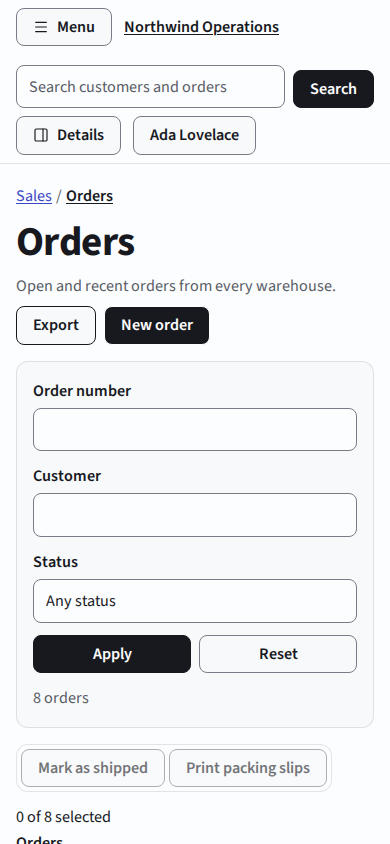 Menu
Northwind Operations
Search customers and orders
Search
Details
Ada Lovelace
Sales / Orders
Orders
Open and recent orders from every warehouse.
Export
New order
Order number
Customer
Status
Any status
Apply
Reset
8 orders
Mark as shipped
Print packing slips
0 of 8 selected
Orders